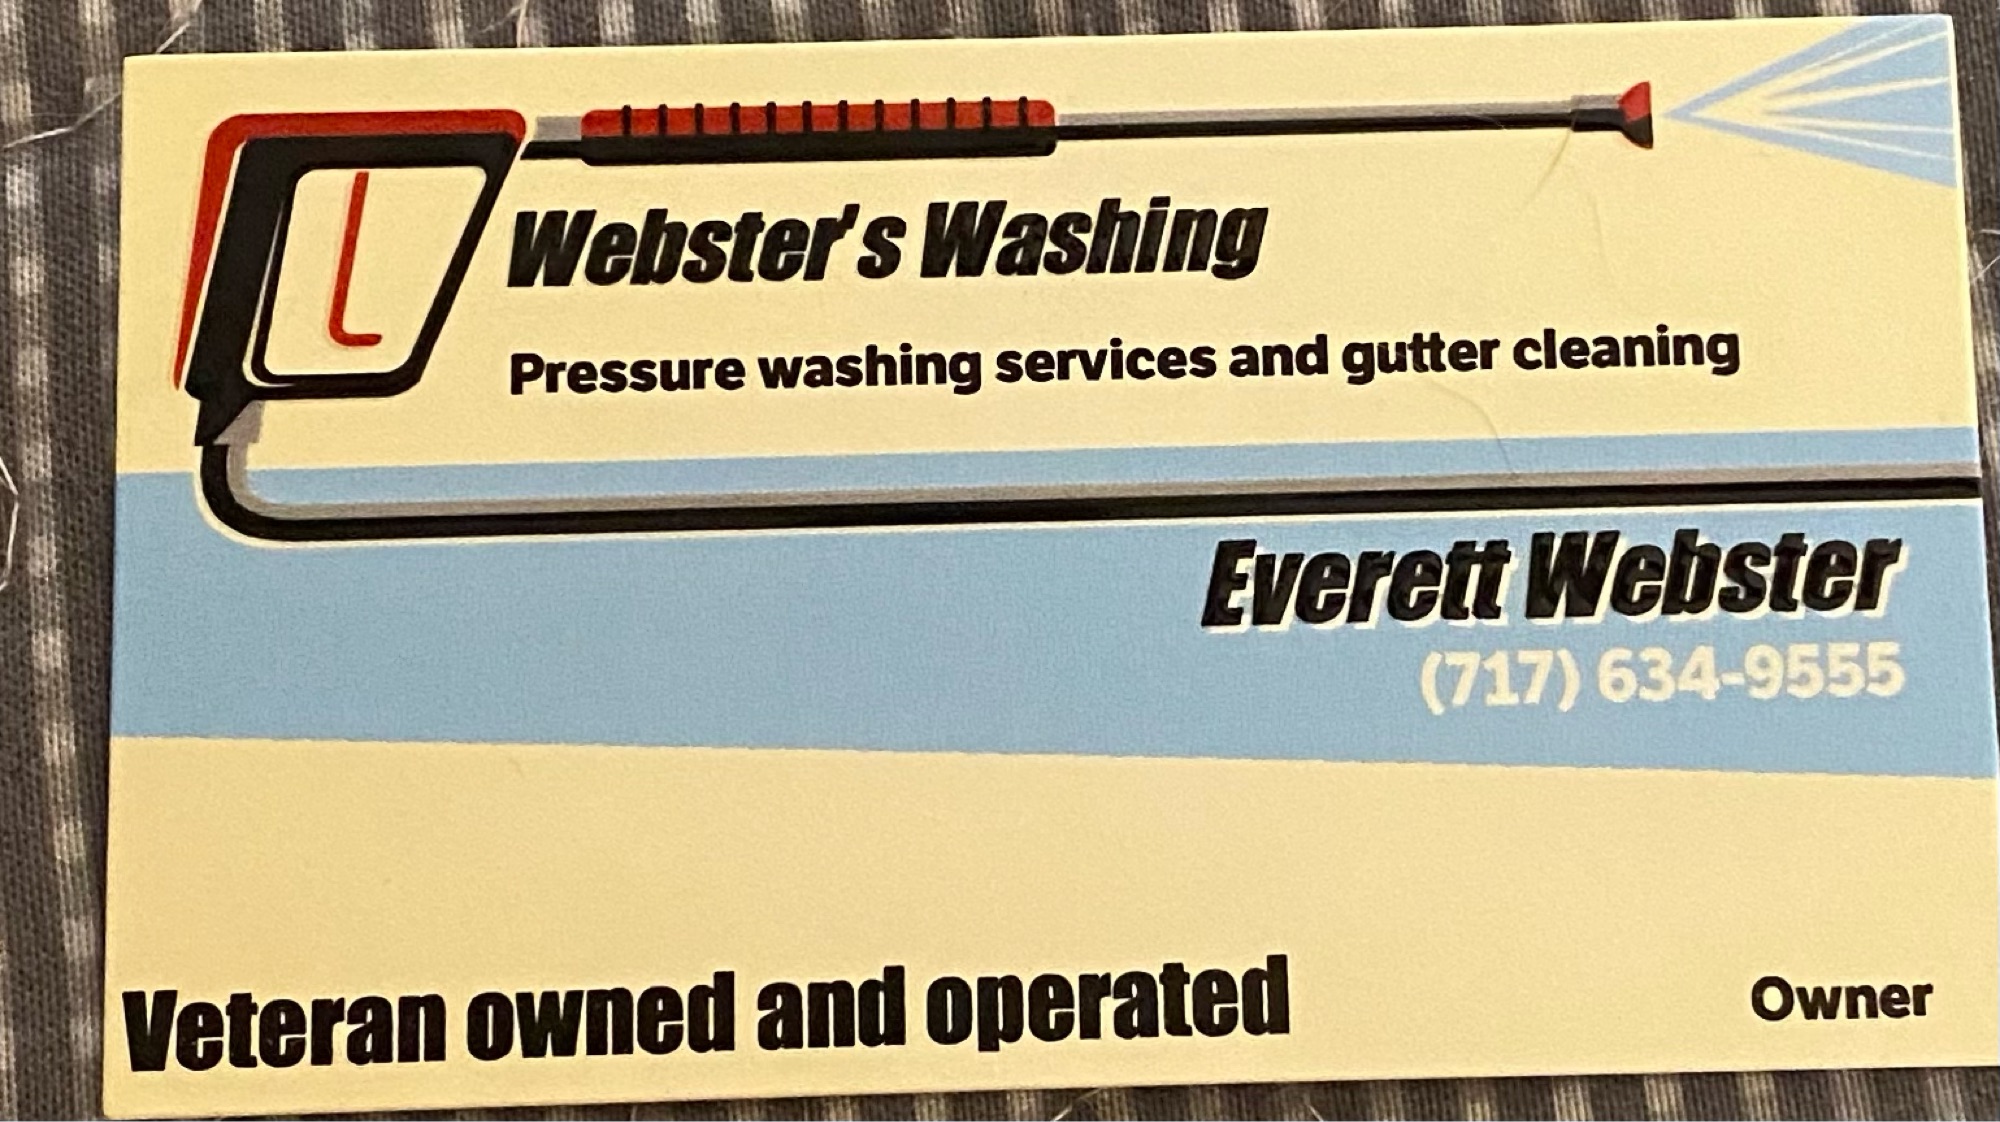 Webster's Washing
Pressure washing services and gutter cleaning
Everett Webster
(717) 634-9555
Veteran owned and operated
Owner